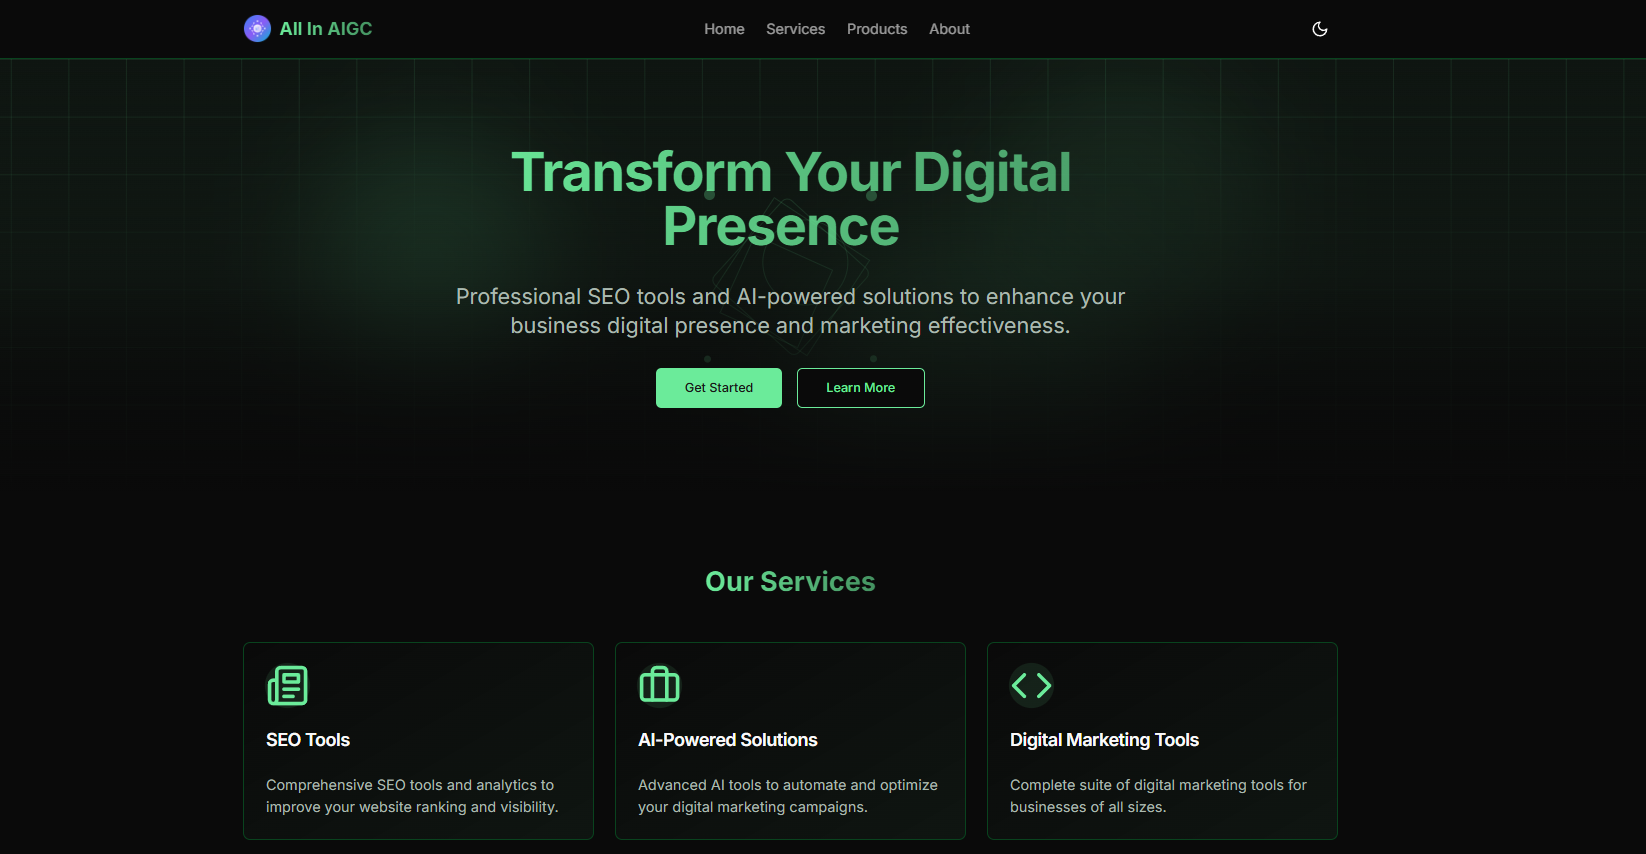 All In AIGC
Home Services Products About
Transform Your Digital
Presence
Professional SEO tools and AI-powered solutions to enhance your
business digital presence and marketing effectiveness.
Get Started Learn More
Our Services
SEO Tools
Comprehensive SEO tools and analytics to
improve your website ranking and visibility.
AI-Powered Solutions
Advanced AI tools to automate and optimize
your digital marketing campaigns.
Digital Marketing Tools
Complete suite of digital marketing tools for
businesses of all sizes.